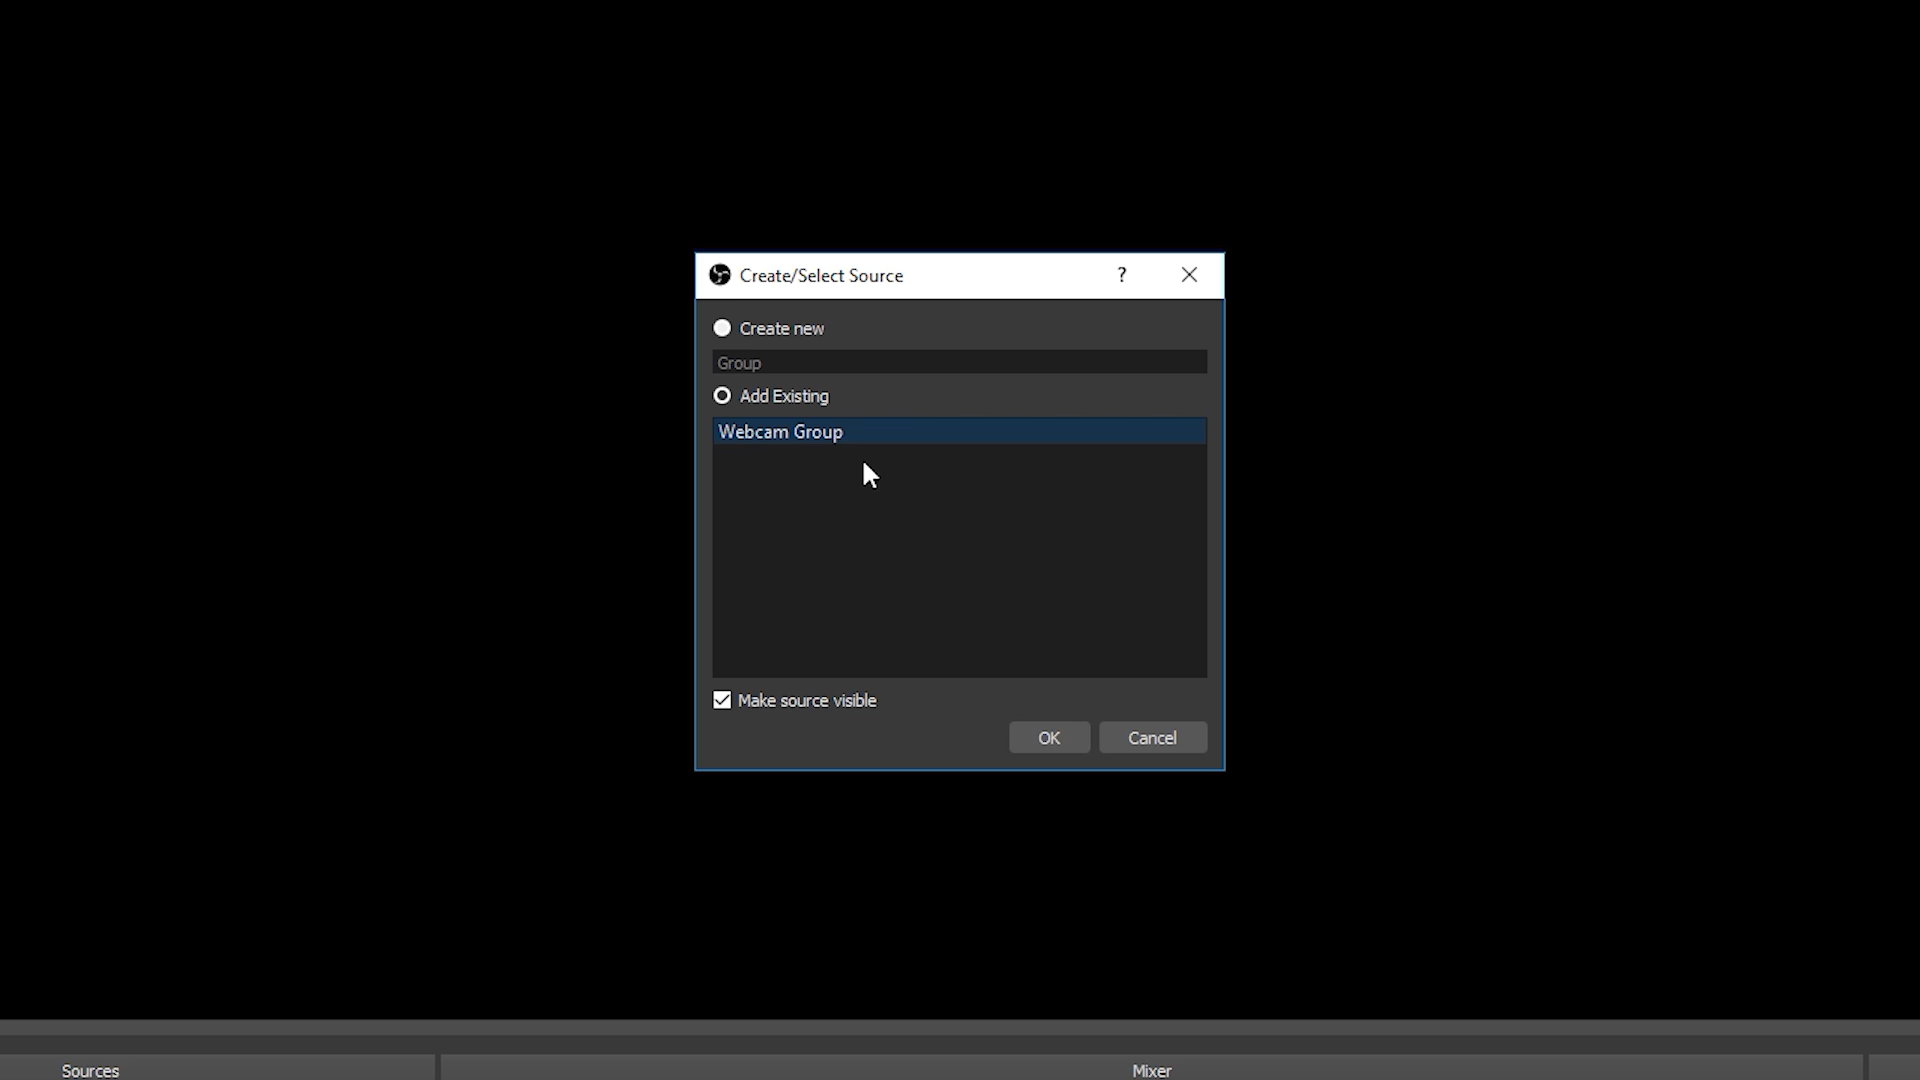 Create/Select Source
?
Create new
Group
Add Existing
Webcam Group
Make source visible
OK
Cancel
Sources
Mixer